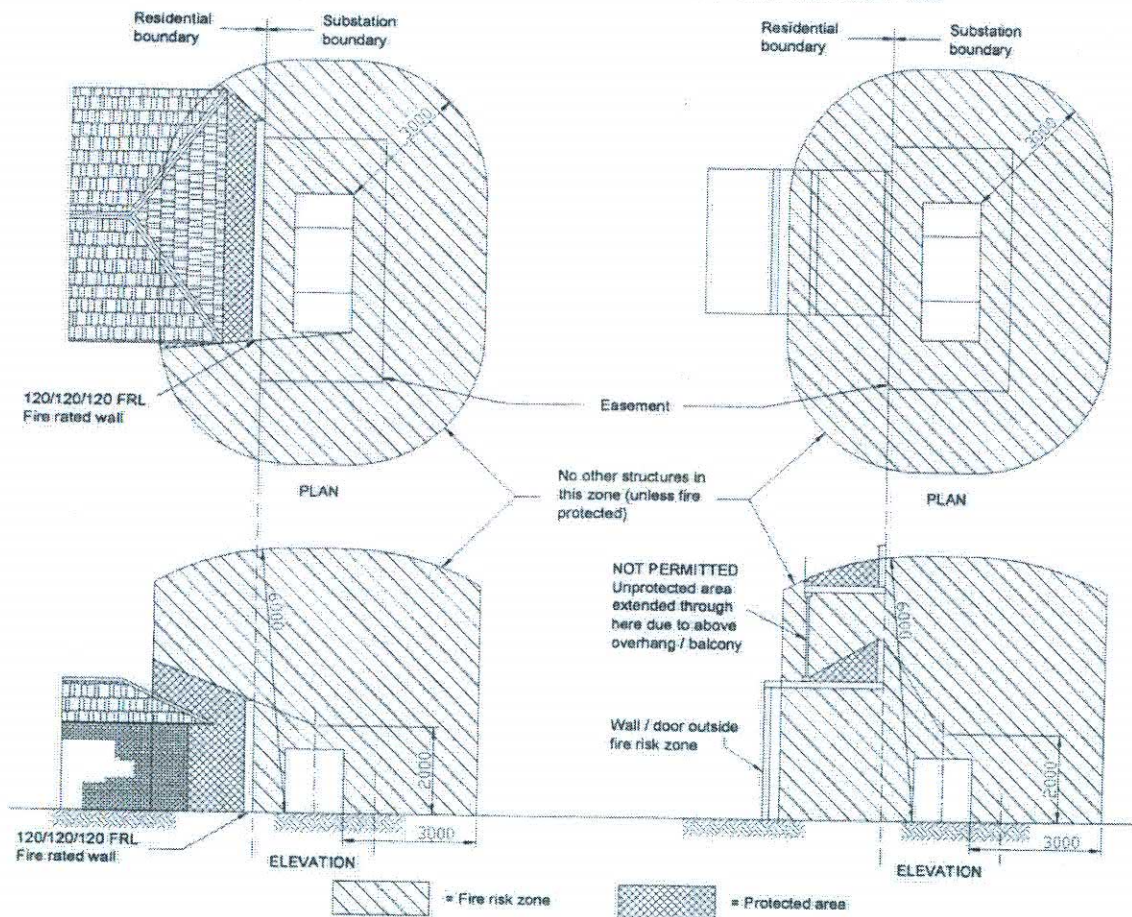 Residential
boundary
Substation
boundary
3000
120/120/120 FRL
Fire rated wall
PLAN
Residential
boundary
Substation
boundary
3000
Easement
PLAN
No other structures in
this zone (unless fire
protected)
6000
2000
3000
120/120/120 FRL
Fire rated wall
ELEVATION
NOT PERMITTED
Unprotected area
extended through
here due to above
overhang / balcony
Wall / door outside
fire risk zone
6000
2000
3000
ELEVATION
= Fire risk zone
= Protected area